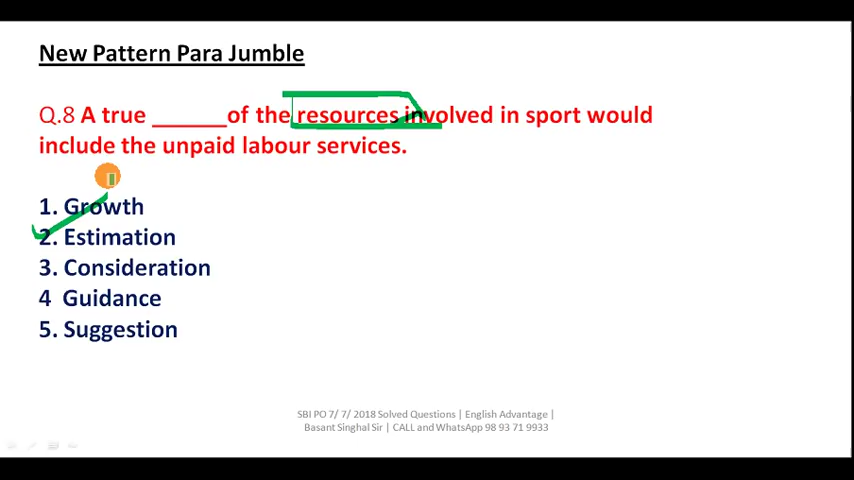 New Pattern Para Jumble
Q.8 A true ______of the resources involved in sport would
include the unpaid labour services.
1. Growth
2. Estimation
3. Consideration
4 Guidance
5. Suggestion
SBI PO 7/ 7/ 2018 Solved Questions | English Advantage |
Basant Singhal Sir | CALL and WhatsApp 98 93 71 9933